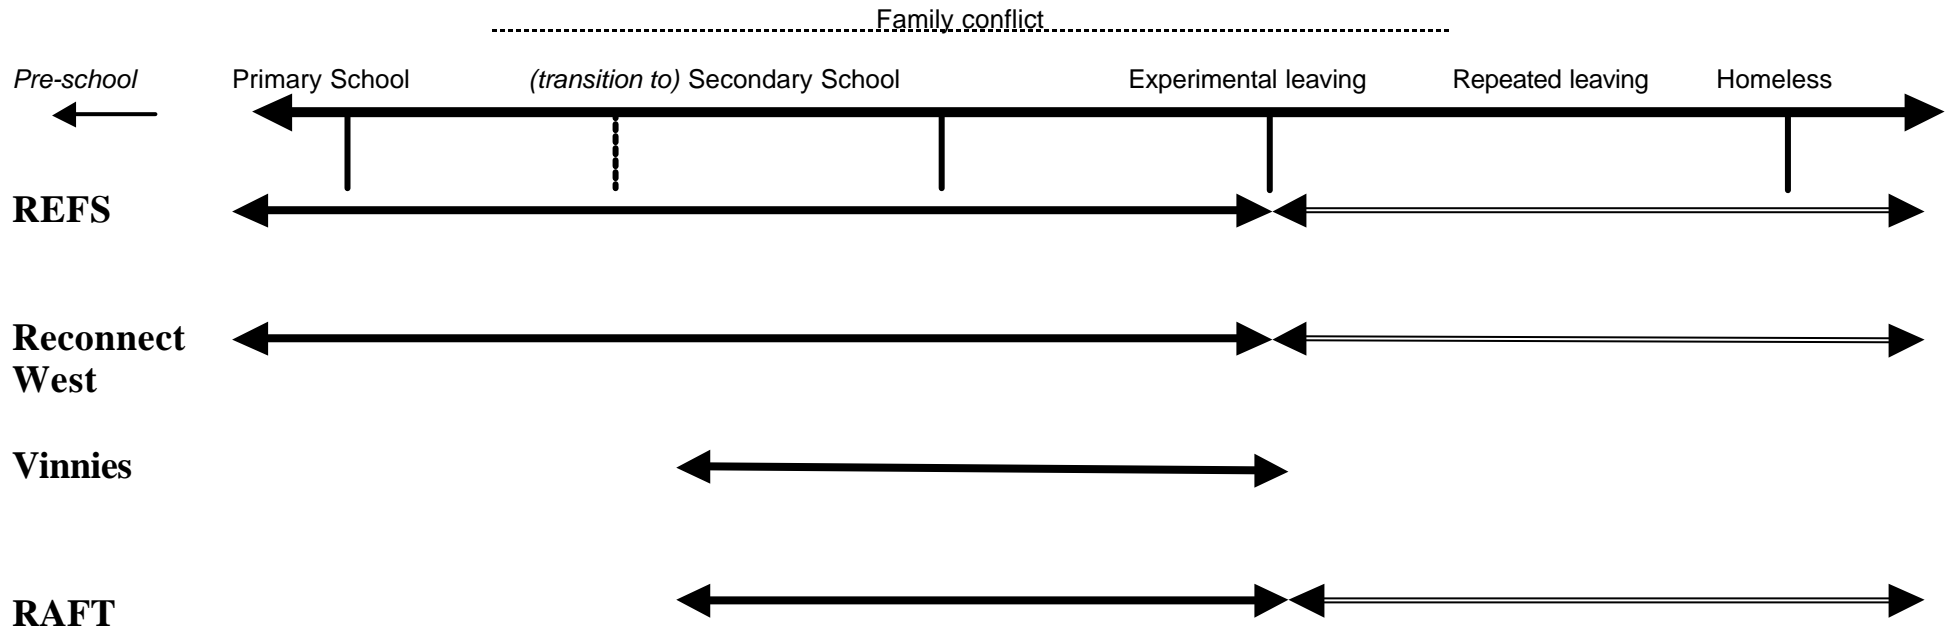 Family conflict
Pre-school Primary School (transition to) Secondary School Experimental leaving Repeated leaving Homeless
REFS
Reconnect
West
Vinnies
RAFT